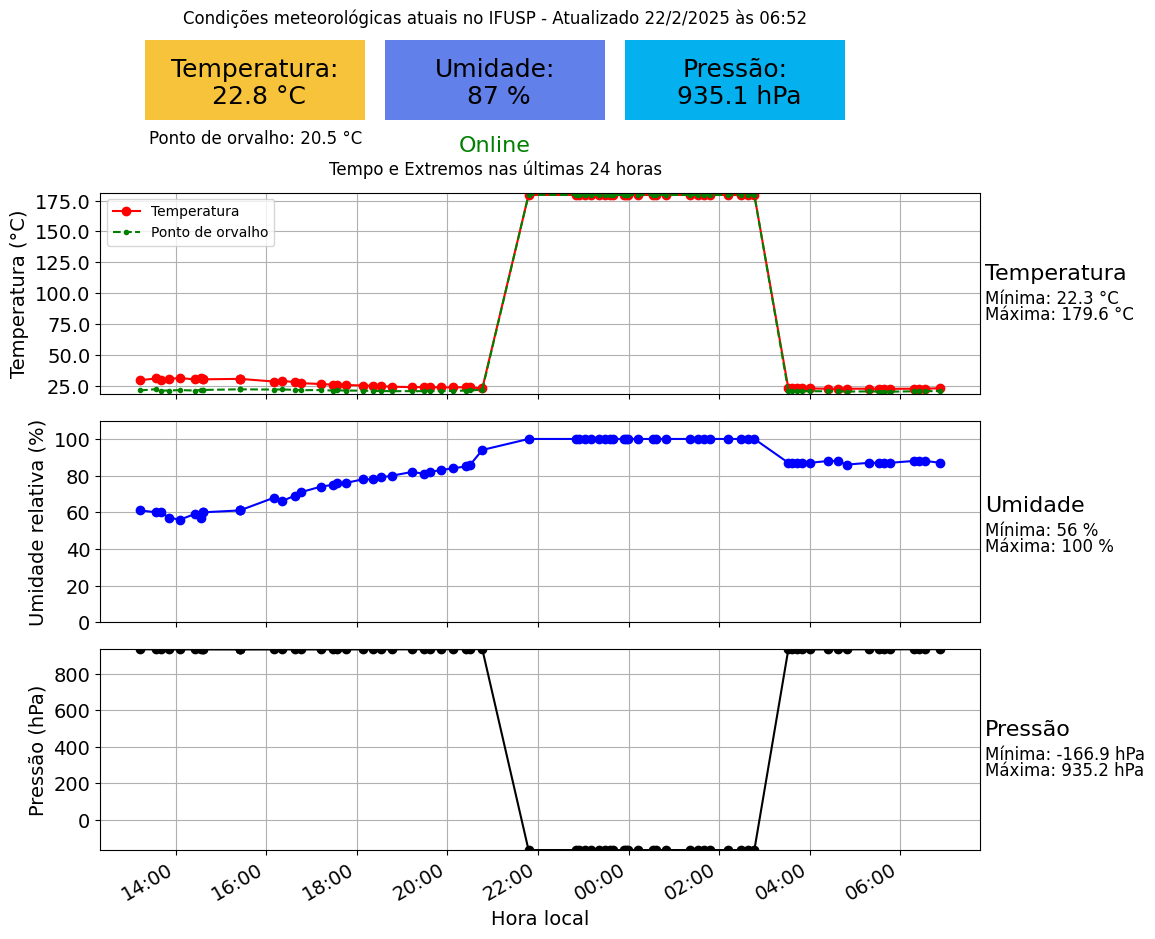 Condições meteorológicas atuais no IFUSP - Atualizado 22/2/2025 às 06:52
Temperatura:
22.8 °C
Umidade:
87 %
Pressão:
935.1 hPa
Ponto de orvalho: 20.5 °C
Online
Tempo e Extremos nas últimas 24 horas
Temperatura (°C)
175.0
150.0
125.0
100.0
75.0
50.0
25.0
Temperatura
Ponto de orvalho
Temperatura
Mínima: 22.3 °C
Máxima: 179.6 °C
Umidade relativa (%)
100
80
60
40
20
0
Umidade
Mínima: 56 %
Máxima: 100 %
Pressão (hPa)
800
600
400
200
0
Pressão
Mínima: -166.9 hPa
Máxima: 935.2 hPa
14:00 16:00 18:00 20:00 22:00 00:00 02:00 04:00 06:00
Hora local